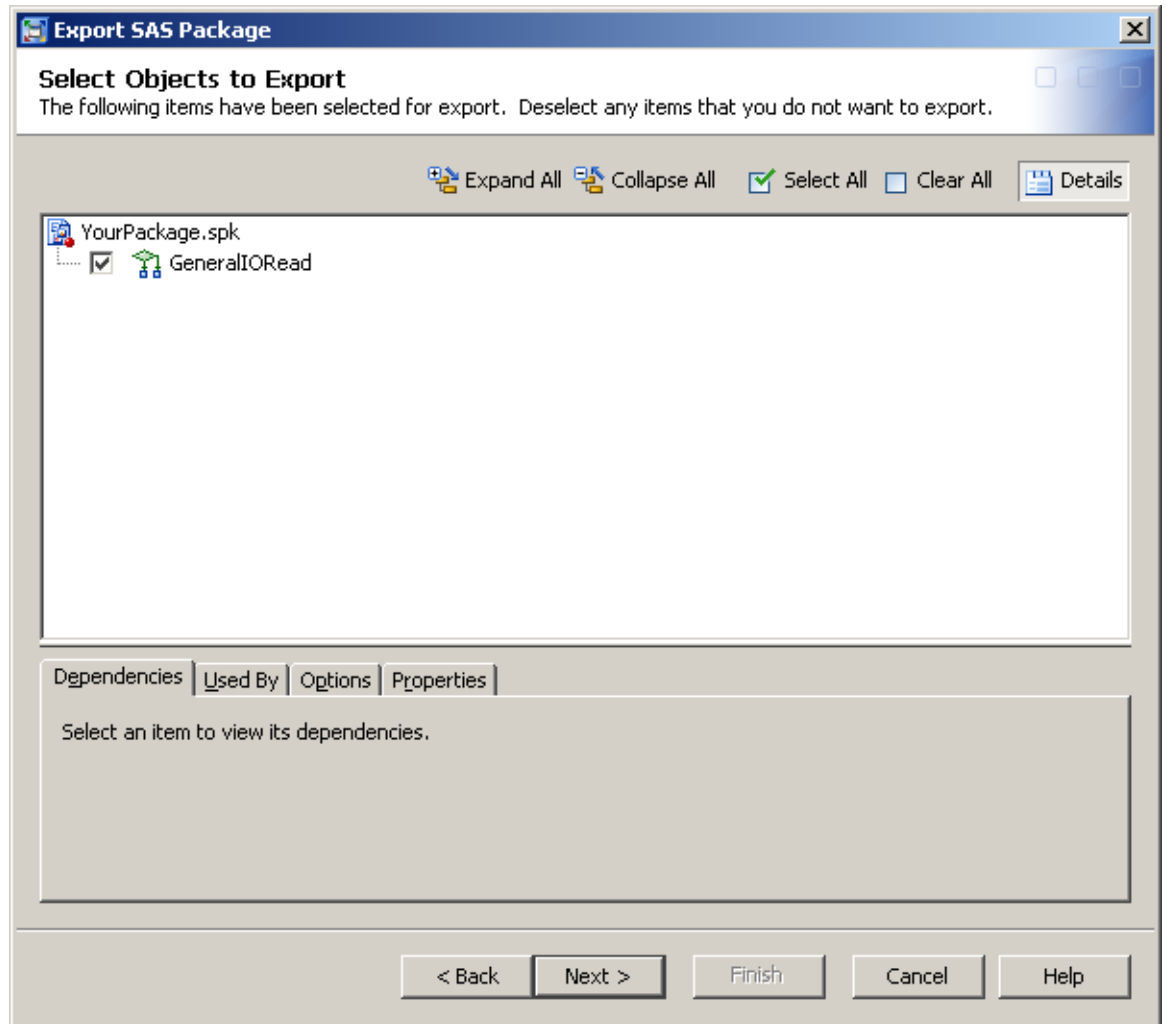 Export SAS Package
Select Objects to Export
The following items have been selected for export. Deselect any items that you do not want to export.
Expand All Collapse All Select All Clear All Details
YourPackage.spk
GeneralIORead
Dependencies Used By Options Properties
Select an item to view its dependencies.
< Back Next > Finish Cancel Help